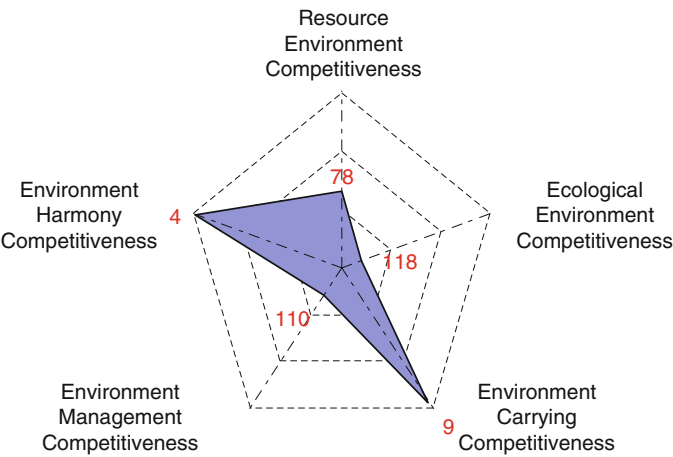 Resource
Environment
Competitiveness
78
Ecological
Environment
Competitiveness
118
Environment
Carrying
Competitiveness
9
Environment
Management
Competitiveness
110
Environment
Harmony
Competitiveness
4